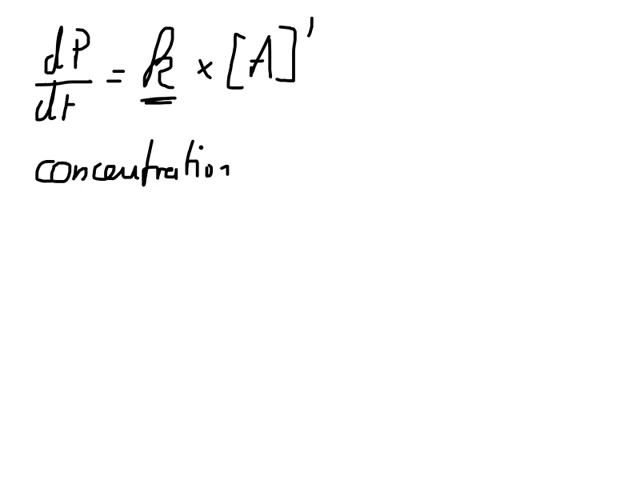 dP/dt = k × [A]'
concentration